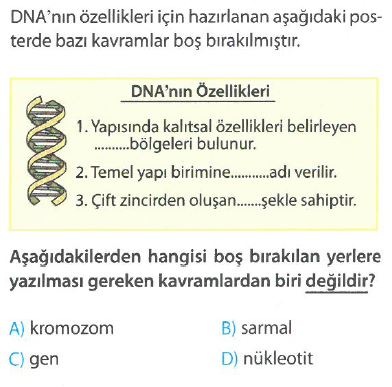 DNA'nın özellikleri için hazırlanan aşağıdaki pos-
terde bazı kavramlar boş bırakılmıştır.
DNA'nın Özellikleri
1. Yapısında kalıtsal özellikleri belirleyen
..........bölgeleri bulunur.
2. Temel yapı birimine...........adı verilir.
3. Çift zincirden oluşan.......şekle sahiptir.
Aşağıdakilerden hangisi boş bırakılan yerlere
yazılması gereken kavramlardan biri değildir?
A) kromozom B) sarmal
C) gen D) nükleotit